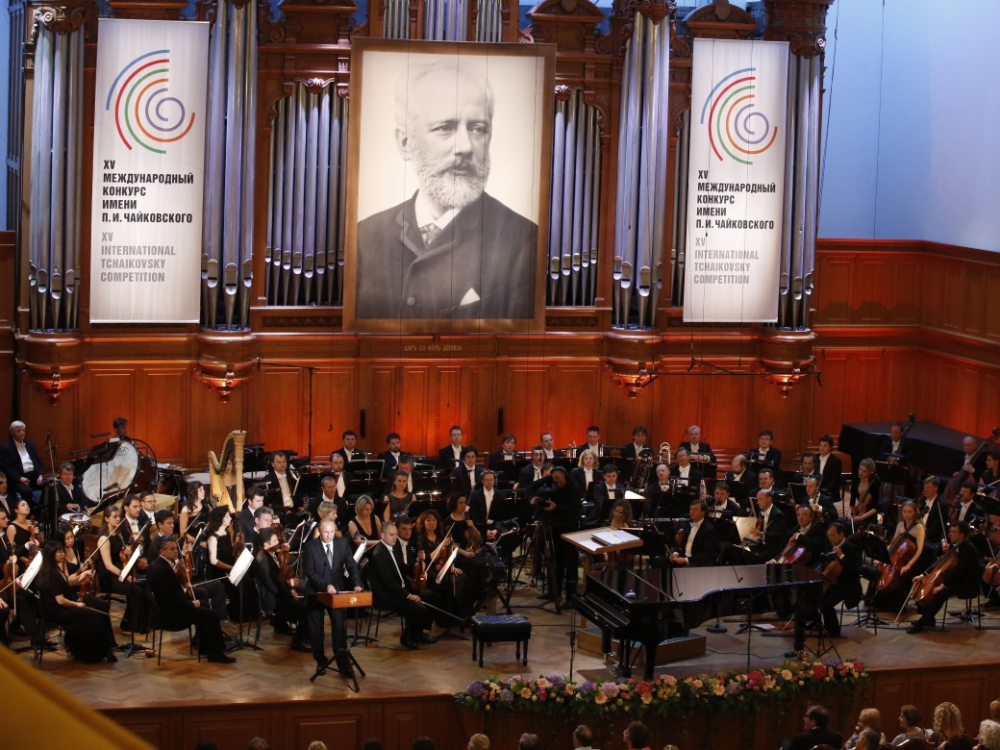 XV
МЕЖДУНАРОДНЫЙ
КОНКУРС
ИМЕНИ
П. И. ЧАЙКОВСКОГО
XV
INTERNATIONAL
TCHAIKOVSKY
COMPETITION
XV
МЕЖДУНАРОДНЫЙ
КОНКУРС
ИМЕНИ
П. И. ЧАЙКОВСКОГО
XV
INTERNATIONAL
TCHAIKOVSKY
COMPETITION